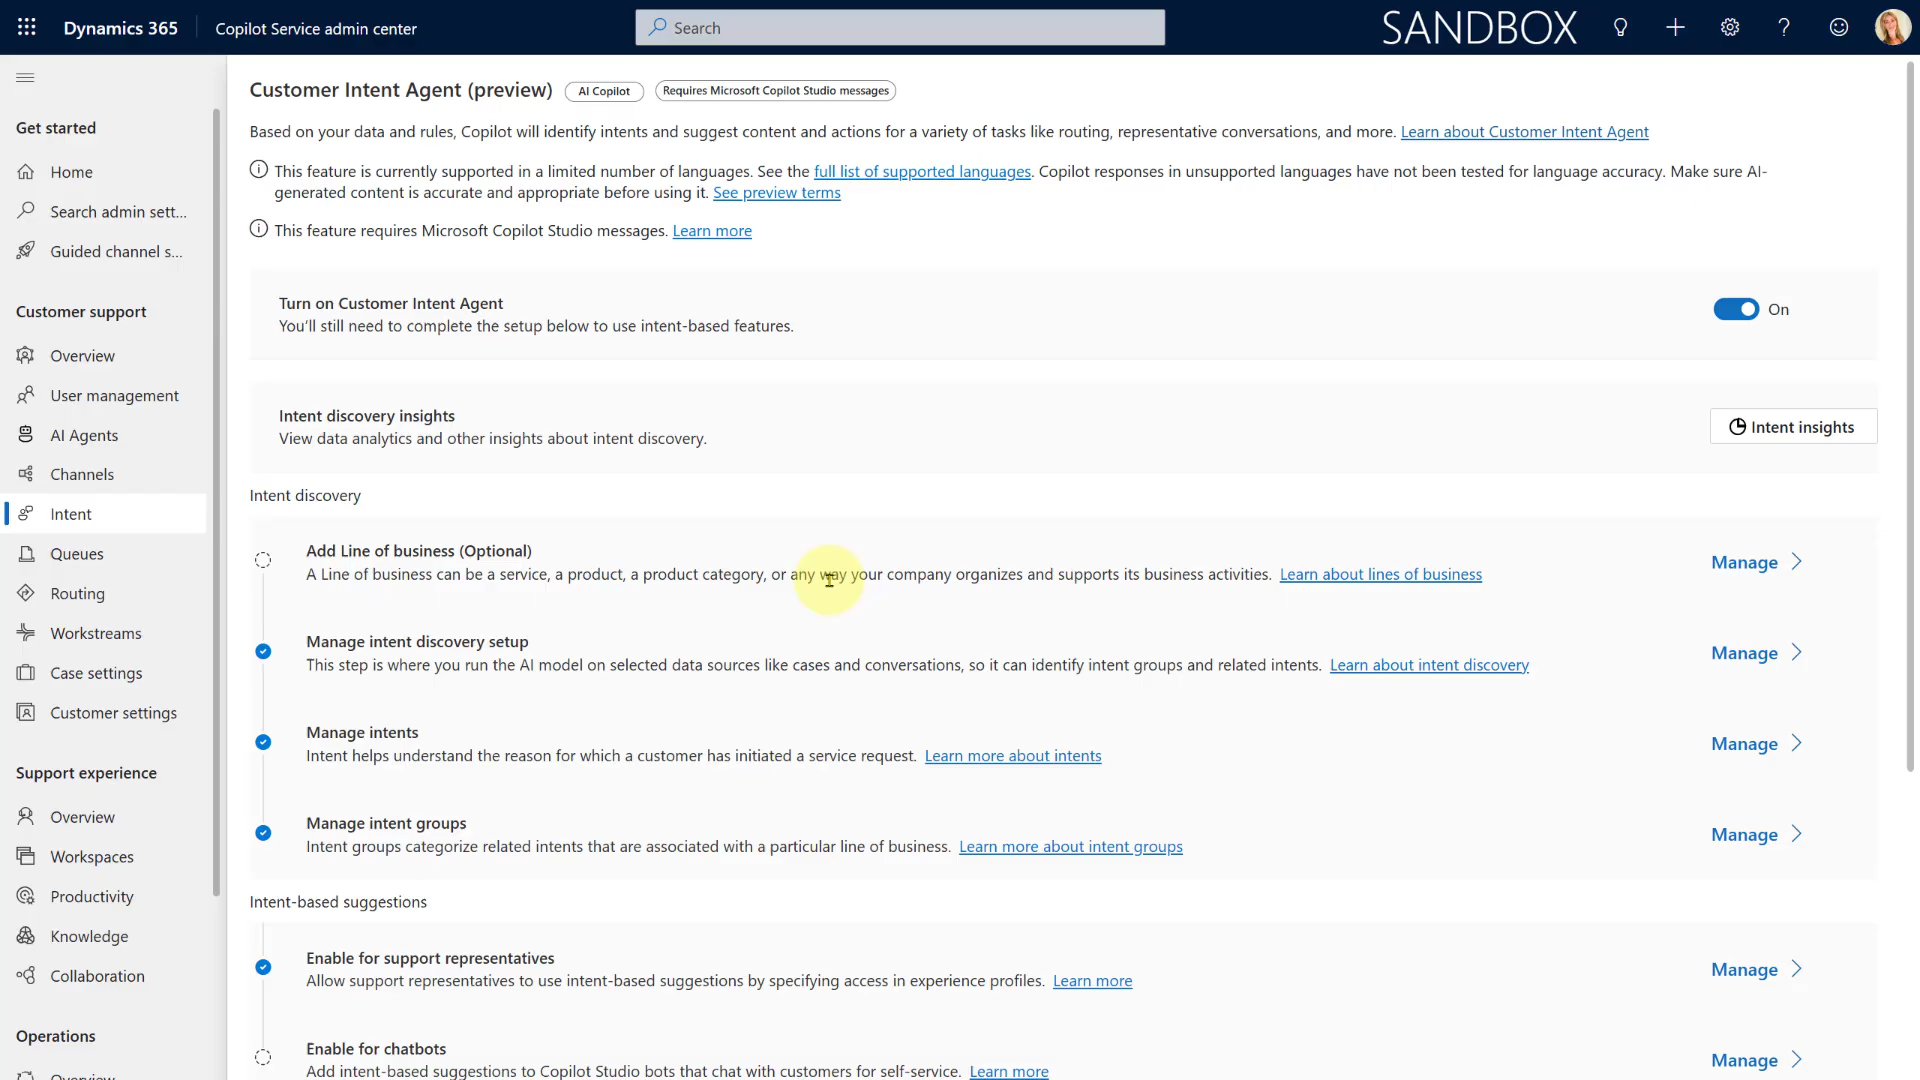 Dynamics 365
Copilot Service admin center
Search
SANDBOX
Get started
Home
Search admin sett...
Guided channel s...
Customer support
Overview
User management
AI Agents
Channels
Intent
Queues
Routing
Workstreams
Case settings
Customer settings
Support experience
Overview
Workspaces
Productivity
Knowledge
Collaboration
Operations
Overview
Customer Intent Agent (preview)
AI Copilot
Requires Microsoft Copilot Studio messages
Based on your data and rules, Copilot will identify intents and suggest content and actions for a variety of tasks like routing, representative conversations, and more. Learn about Customer Intent Agent
This feature is currently supported in a limited number of languages. See the full list of supported languages. Copilot responses in unsupported languages have not been tested for language accuracy. Make sure AI-
generated content is accurate and appropriate before using it. See preview terms
This feature requires Microsoft Copilot Studio messages. Learn more
Turn on Customer Intent Agent
You'll still need to complete the setup below to use intent-based features.
On
Intent discovery insights
View data analytics and other insights about intent discovery.
Intent insights
Intent discovery
Add Line of business (Optional)
A Line of business can be a service, a product, a product category, or any way your company organizes and supports its business activities. Learn about lines of business
Manage
Manage intent discovery setup
This step is where you run the AI model on selected data sources like cases and conversations, so it can identify intent groups and related intents. Learn about intent discovery
Manage
Manage intents
Intent helps understand the reason for which a customer has initiated a service request. Learn more about intents
Manage
Manage intent groups
Intent groups categorize related intents that are associated with a particular line of business. Learn more about intent groups
Manage
Intent-based suggestions
Enable for support representatives
Allow support representatives to use intent-based suggestions by specifying access in experience profiles. Learn more
Manage
Enable for chatbots
Add intent-based suggestions to Copilot Studio bots that chat with customers for self-service. Learn more
Manage